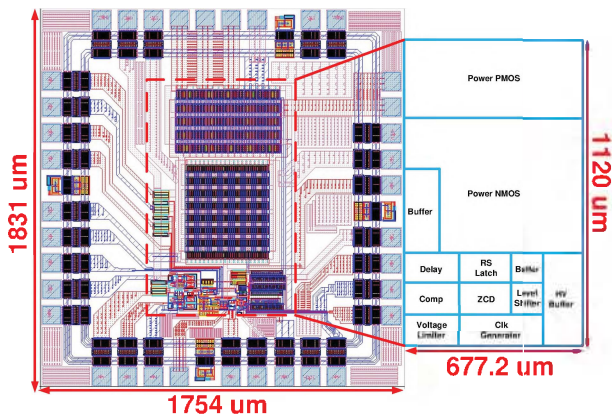 1831 um
1754 um
Power PMOS
Power NMOS
Buffer
Delay
RS
Latch
Buffer
Comp
ZCD
Level
Shifter
HV
Buffer
Voltage
Limiter
Clk
Generator
677.2 um
1120 um